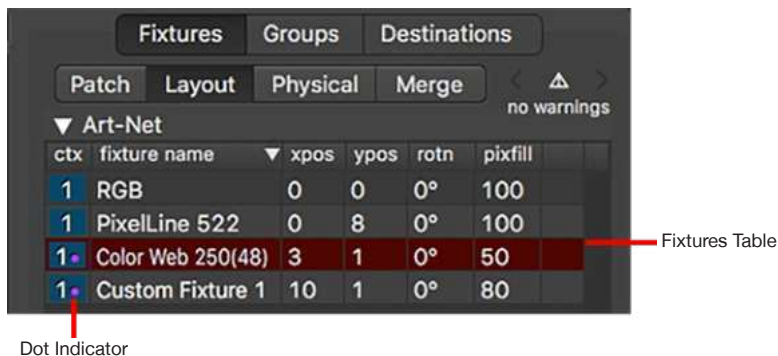 Fixtures Groups Destinations
Patch Layout Physical Merge
no warnings
▼ Art-Net
ctx fixture name ▼ xpos ypos rotn pixfill
1 RGB 0 0 0° 100
1 PixelLine 522 0 8 0° 100
1 Color Web 250(48) 3 1 0° 50
1 Custom Fixture 1 10 1 0° 80
Fixtures Table
Dot Indicator